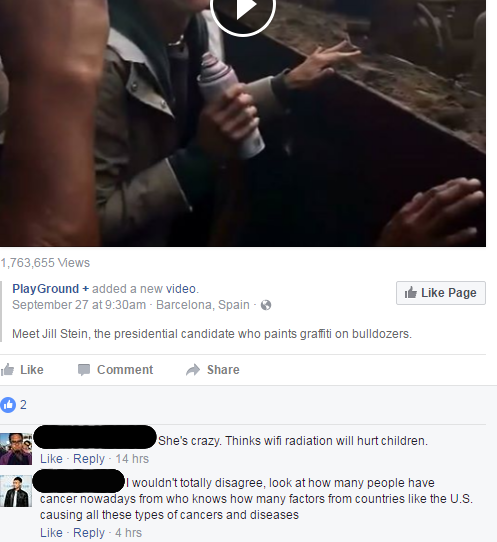 1,763,655 Views
PlayGround + added a new video.
Like Page
September 27 at 9:30am · Barcelona, Spain ·
Meet Jill Stein, the presidential candidate who paints graffiti on bulldozers.
Like Comment Share
2
She's crazy. Thinks wifi radiation will hurt children.
Like · Reply · 14 hrs
I wouldn't totally disagree, look at how many people have
cancer nowadays from who knows how many factors from countries like the U.S.
causing all these types of cancers and diseases
Like · Reply · 4 hrs